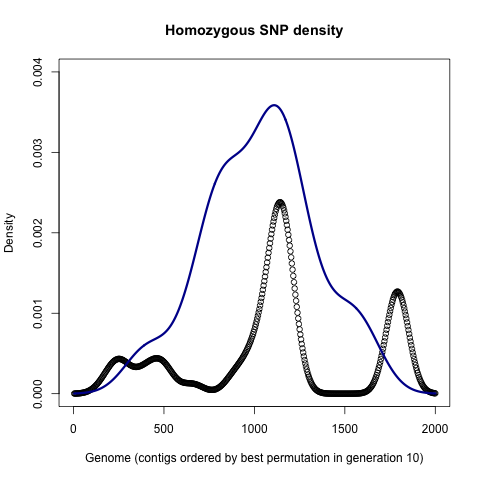 Homozygous SNP density
Density
0.004
0.003
0.002
0.001
0.000
0 500 1000 1500 2000
Genome (contigs ordered by best permutation in generation 10)